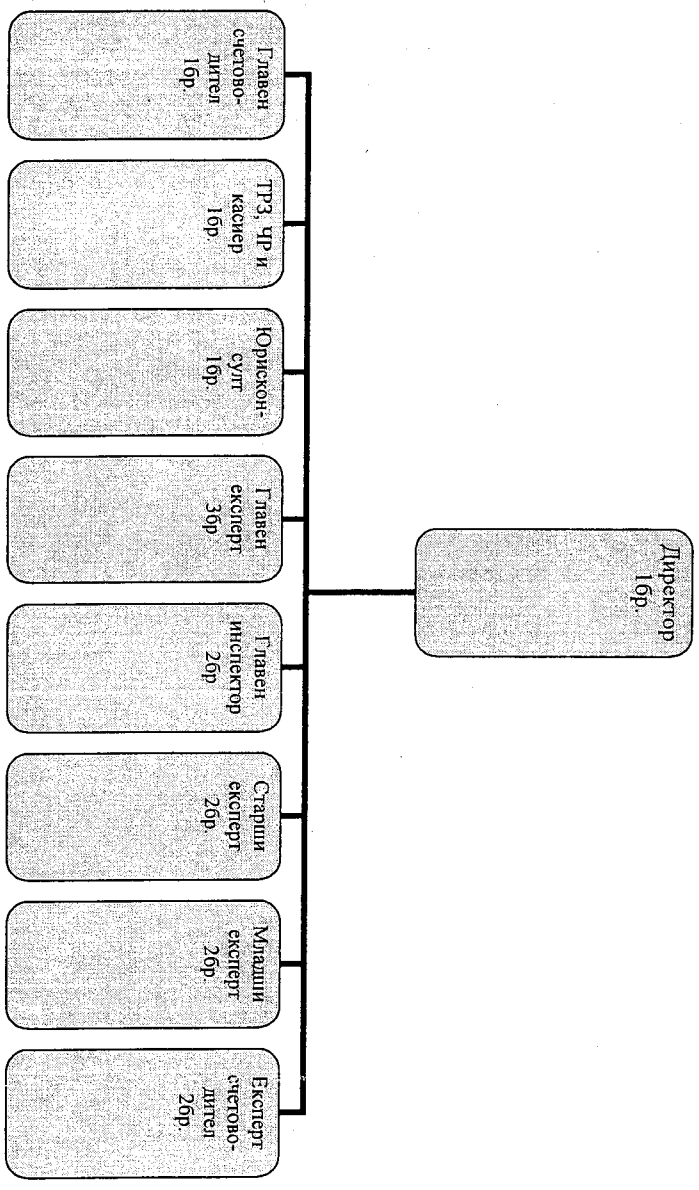 Директор
1бр.
Главен
счетово-
дител
1бр.
ТРЗ, ЧР и
касиер
1бр.
Юрискон-
султ
1бр.
Главен
експерт
3бр
Главен
инспектор
2бр
Старши
експерт
2бр.
Младши
експерт
2бр.
Експерт
счетово-
дител
2бр.